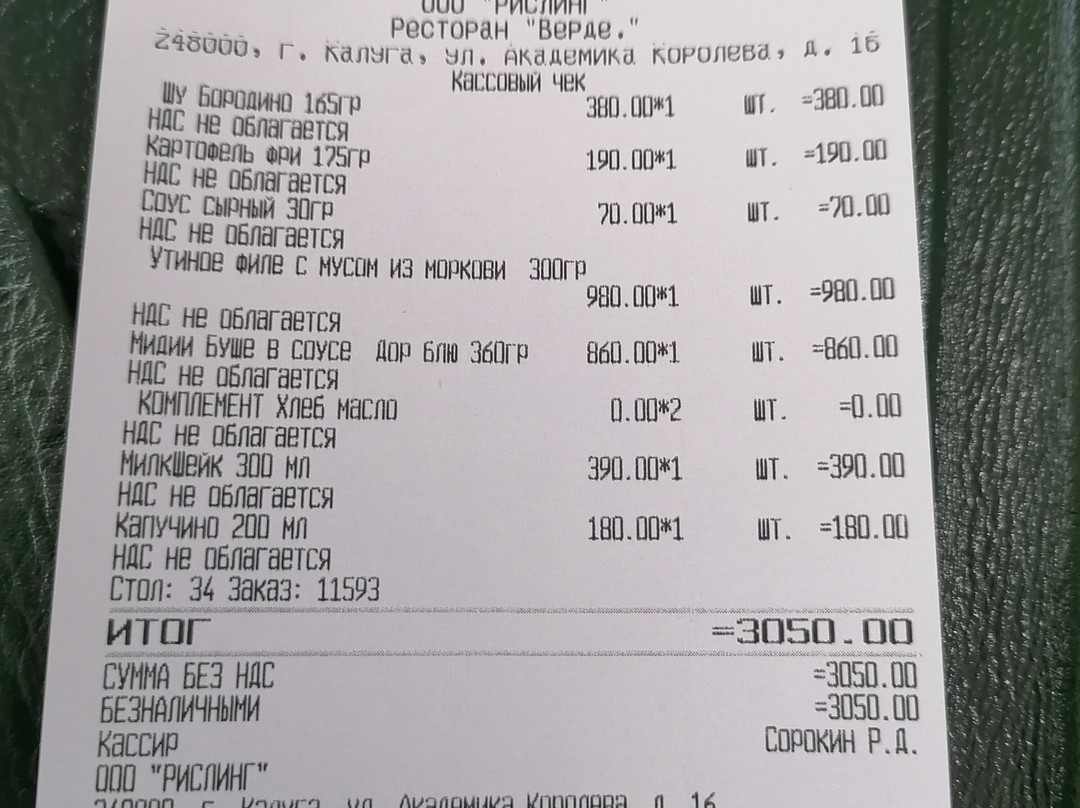 ООО "РИСЛИНГ"
Ресторан "Верде."
248000, г. Калуга, ул. Академика Королева, д. 16
Кассовый чек
ШУ БОРОДИНО 165ГР 380.00*1 шт. =380.00
НДС не облагается
Картофель фри 175ГР 190.00*1 шт. =190.00
НДС не облагается
Соус Сырный 30гр 70.00*1 шт. =70.00
НДС не облагается
Утиное филе с мусом из моркови 300ГР
980.00*1 шт. =980.00
НДС не облагается
Мидии Буше в соусе Дор блю 360гр 860.00*1 шт. =860.00
НДС не облагается
КОМПЛЕМЕНТ Хлеб масло 0.00*2 шт. =0.00
НДС не облагается
МилкШейк 300 мл 390.00*1 шт. =390.00
НДС не облагается
Капучино 200 мл 180.00*1 шт. =180.00
НДС не облагается
Стол: 34 Заказ: 11593
ИТОГ =3050.00
СУММА БЕЗ НДС =3050.00
БЕЗНАЛИЧНЫМИ =3050.00
Кассир Сорокин Р.Д.
ООО "РИСЛИНГ"
248000, г. Калуга, ул. Академика Королева, д. 16